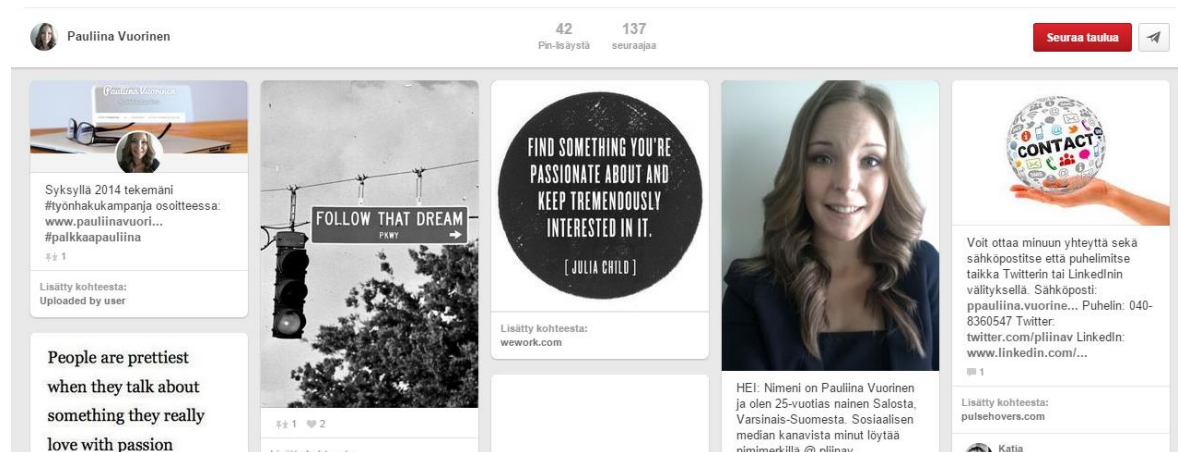 Pauliina Vuorinen
42
Pin-lisäystä
137
seuraajaa
Seuraa taulua
Pauliina Vuorinen
Syksyllä 2014 tekemäni
#työnhakukampanja osoitteessa:
www.pauliinavuori...
#palkkaapauliina
1
Lisätty kohteesta:
Uploaded by user
People are prettiest
when they talk about
something they really
love with passion
FOLLOW THAT DREAM
PKWY
1 2
FIND SOMETHING YOU'RE
PASSIONATE ABOUT AND
KEEP TREMENDOUSLY
INTERESTED IN IT.
[ JULIA CHILD ]
Lisätty kohteesta:
wework.com
HEI: Nimeni on Pauliina Vuorinen
ja olen 25-vuotias nainen Salosta,
Varsinais-Suomesta. Sosiaalisen
median kanavista minut löytää
nimimerkillä @ pliinav
CONTACT
Voit ottaa minuun yhteyttä sekä
sähköpostitse että puhelimitse
taikka Twitterin tai LinkedInin
välityksellä. Sähköposti:
ppauliina.vuorine... Puhelin: 040-
8360547 Twitter:
twitter.com/pliinav LinkedIn:
www.linkedin.com/...
1
Lisätty kohteesta:
pulsehovers.com
Katja